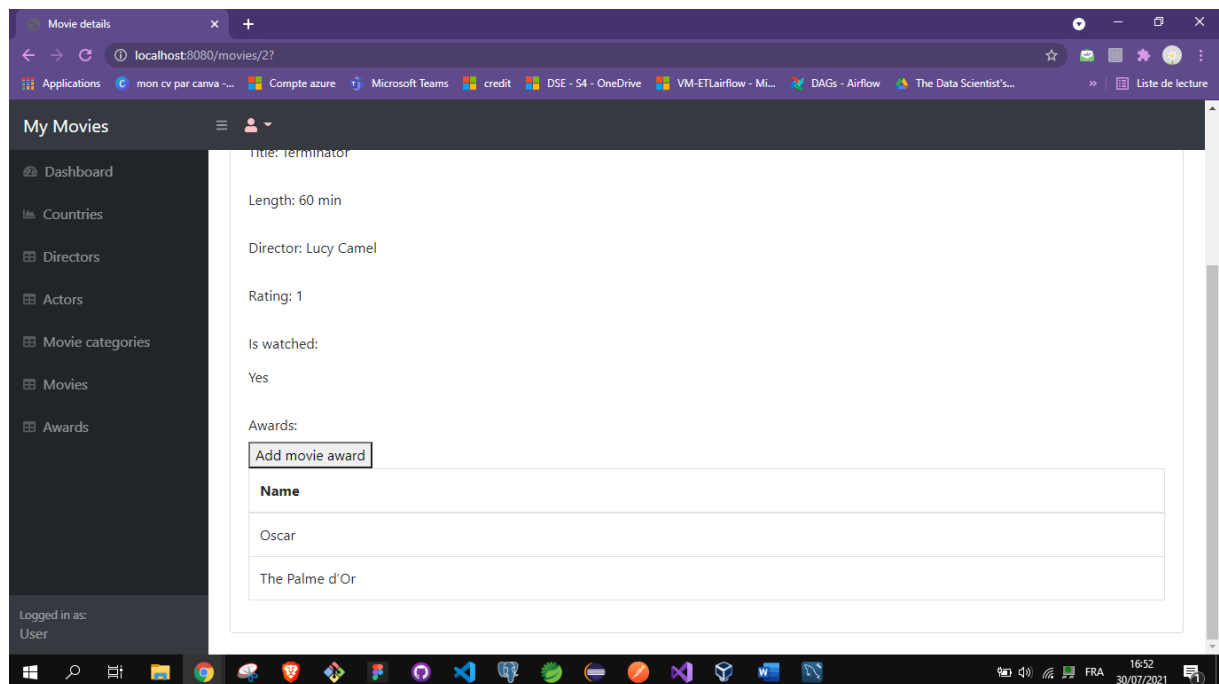 Movie details
localhost:8080/movies/2?
Applications mon cv par canva -... Compte azure Microsoft Teams credit DSE - S4 - OneDrive VM-ETLairflow - Mi... DAGs - Airflow The Data Scientist's... » Liste de lecture
My Movies
Title: Terminator
Dashboard
Length: 60 min
Countries
Director: Lucy Camel
Directors
Rating: 1
Actors
Is watched:
Movie categories
Yes
Movies
Awards:
Awards
Add movie award
Name
Oscar
The Palme d'Or
Logged in as:
User
FRA
16:52
30/07/2021